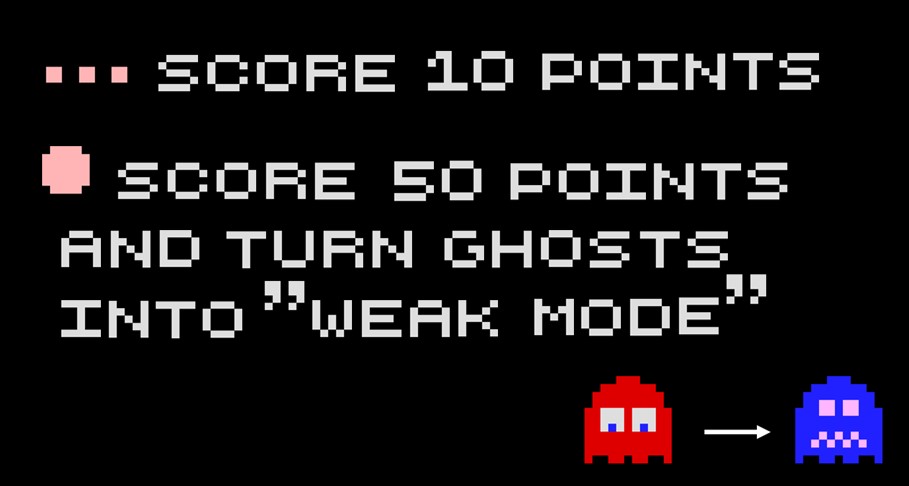 SCORE 10 POINTS
SCORE 50 POINTS
AND TURN GHOSTS
INTO "WEAK MODE"